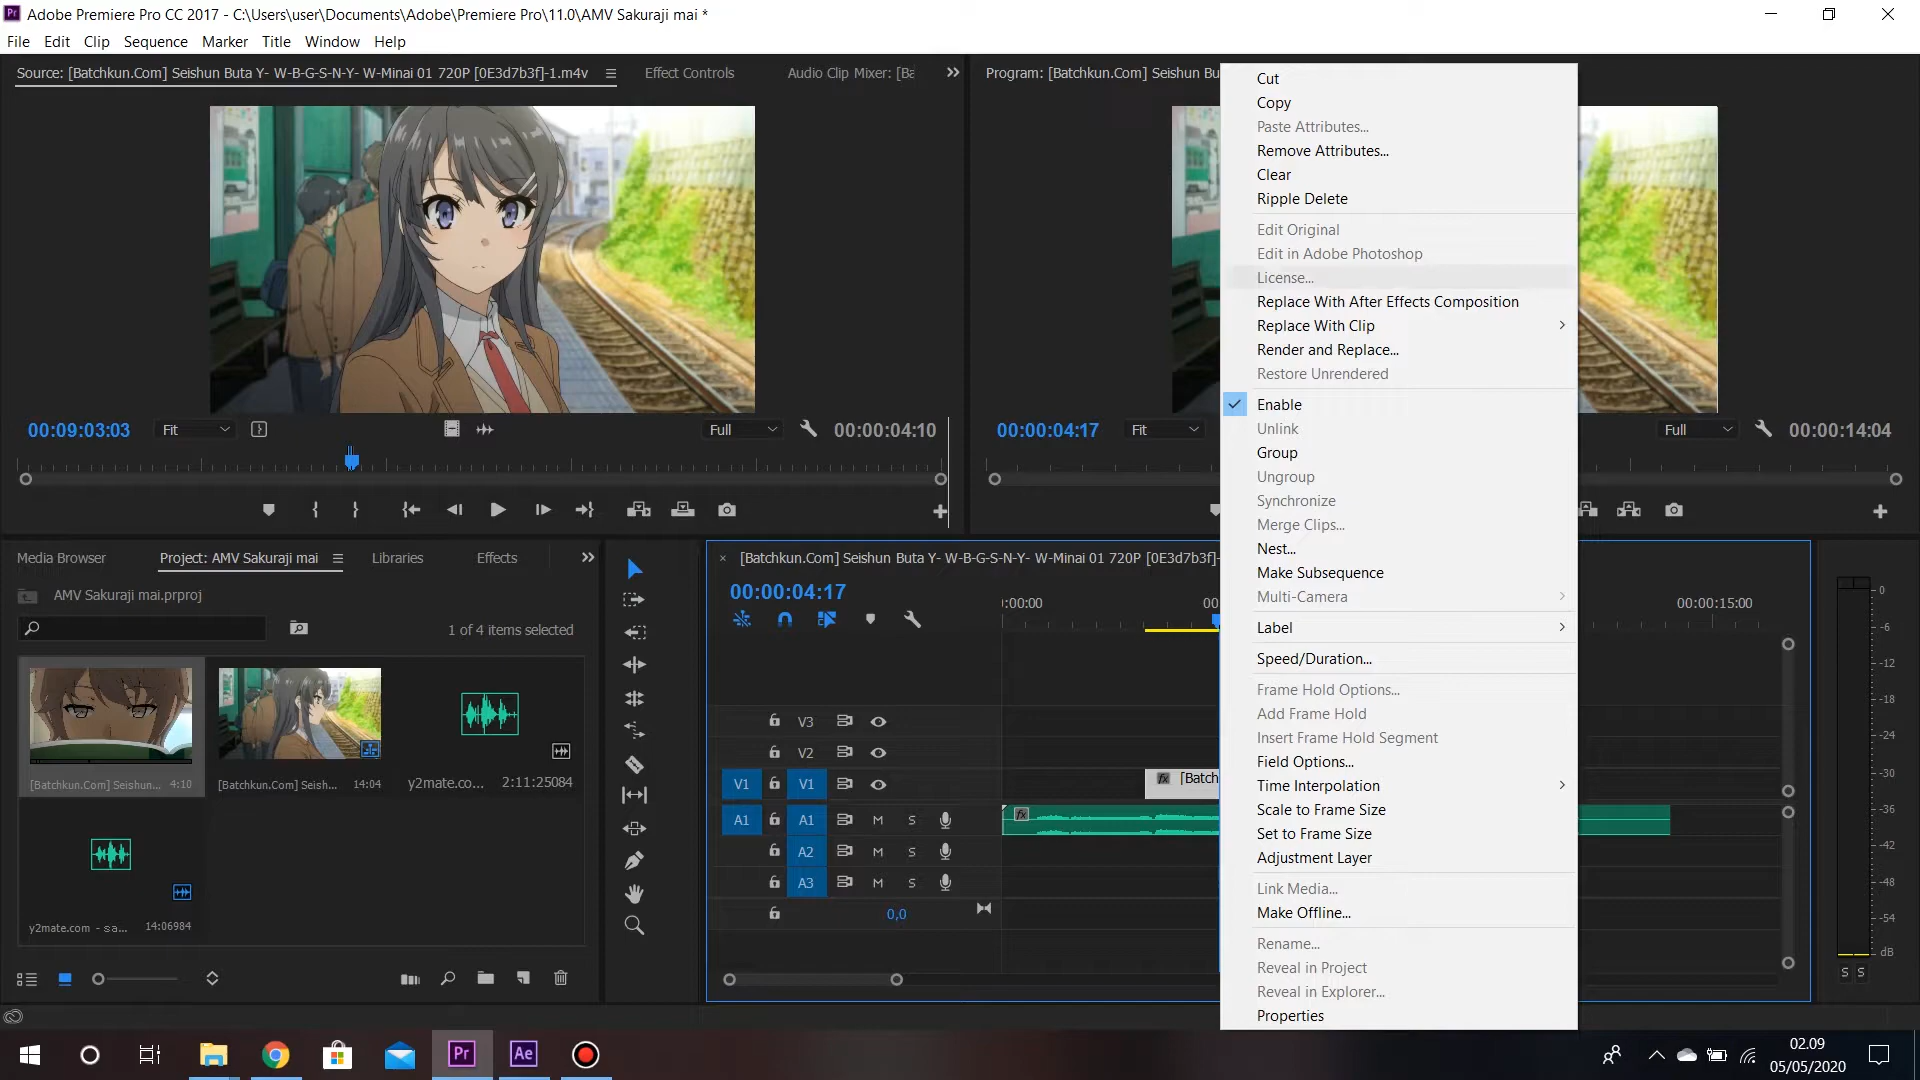 Adobe Premiere Pro CC 2017 - C:\Users\user\Documents\Adobe\Premiere Pro\11.0\AMV Sakuraji mai *
File Edit Clip Sequence Marker Title Window Help
Source: [Batchkun.Com] Seishun Buta Y- W-B-G-S-N-Y- W-Minai 01 720P [0E3d7b3f]-1.m4v
Effect Controls
Audio Clip Mixer: [Ba
Program: [Batchkun.Com] Seishun Bu
00:09:03:03
Fit
Full
00:00:04:10
00:00:04:17
Fit
Full
00:00:14:04
Cut
Copy
Paste Attributes...
Remove Attributes...
Clear
Ripple Delete
Edit Original
Edit in Adobe Photoshop
License...
Replace With After Effects Composition
Replace With Clip
Render and Replace...
Restore Unrendered
Enable
Unlink
Group
Ungroup
Synchronize
Merge Clips...
Nest...
Make Subsequence
Multi-Camera
Label
Speed/Duration...
Frame Hold Options...
Add Frame Hold
Insert Frame Hold Segment
Field Options...
Time Interpolation
Scale to Frame Size
Set to Frame Size
Adjustment Layer
Link Media...
Make Offline...
Rename...
Reveal in Project
Reveal in Explorer...
Properties
Media Browser
Project: AMV Sakuraji mai
Libraries
Effects
AMV Sakuraji mai.prproj
1 of 4 items selected
[Batchkun.Com] Seishun... 4:10
[Batchkun.Com] Seish... 14:04
y2mate.co... 2:11:25084
y2mate.com - sa... 14:06984
[Batchkun.Com] Seishun Buta Y- W-B-G-S-N-Y- W-Minai 01 720P [0E3d7b3f]-
00:00:04:17
:00:00
00
00:00:15:00
V3
V2
V1 V1
[Batch
fx
A1 A1 M S
fx
A2 M S
A3 M S
0,0
0
-6
-12
-18
-24
-30
-36
-42
-48
-54
dB
S S
Pr
Ae
02.09
05/05/2020